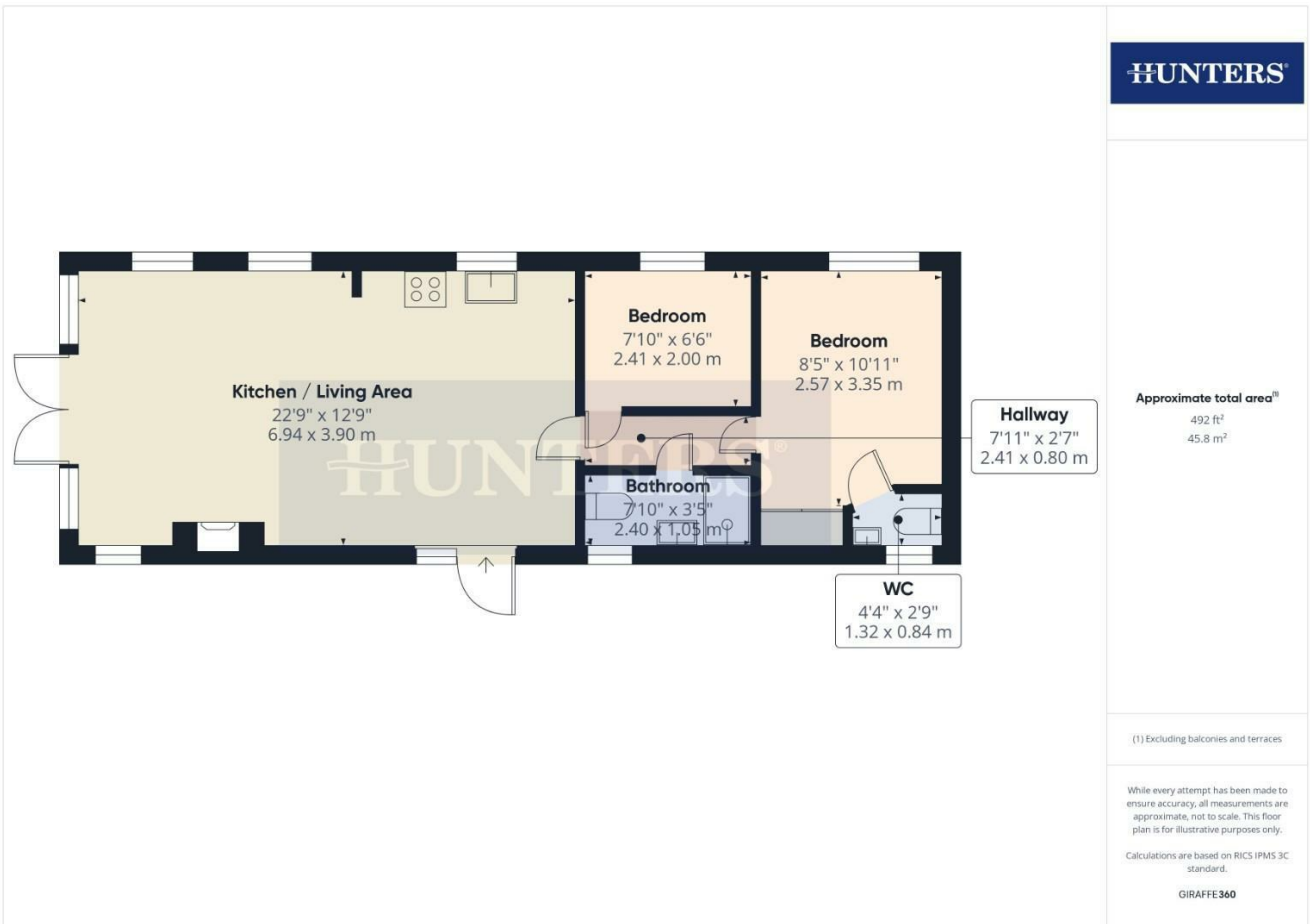 HUNTERS®
Kitchen / Living Area
22'9" x 12'9"
6.94 x 3.90 m
Bedroom
7'10" x 6'6"
2.41 x 2.00 m
Bedroom
8'5" x 10'11"
2.57 x 3.35 m
Hallway
7'11" x 2'7"
2.41 x 0.80 m
HUNTERS®
Bathroom
7'10" x 3'5"
2.40 x 1.05 m
WC
4'4" x 2'9"
1.32 x 0.84 m
Approximate total area(1)
492 ft²
45.8 m²
(1) Excluding balconies and terraces
While every attempt has been made to
ensure accuracy, all measurements are
approximate, not to scale. This floor
plan is for illustrative purposes only.
Calculations are based on RICS IPMS 3C
standard.
GIRAFFE360